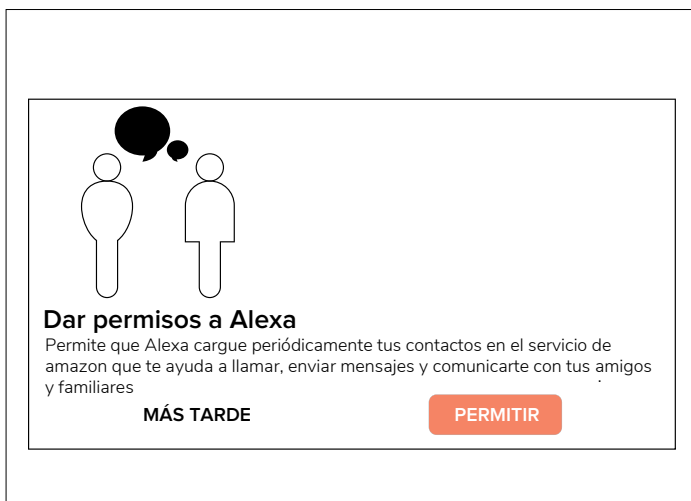 Dar permisos a Alexa
Permite que Alexa cargue periódicamente tus contactos en el servicio de
amazon que te ayuda a llamar, enviar mensajes y comunicarte con tus amigos
y familiares
MÁS TARDE
PERMITIR